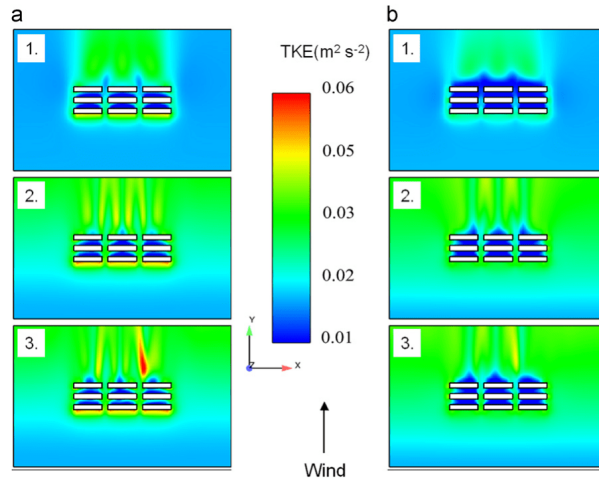 a
1.
2.
3.
TKE(m² s⁻²)
0.06
0.05
0.03
0.02
0.01
Y
Z
X
Wind
b
1.
2.
3.